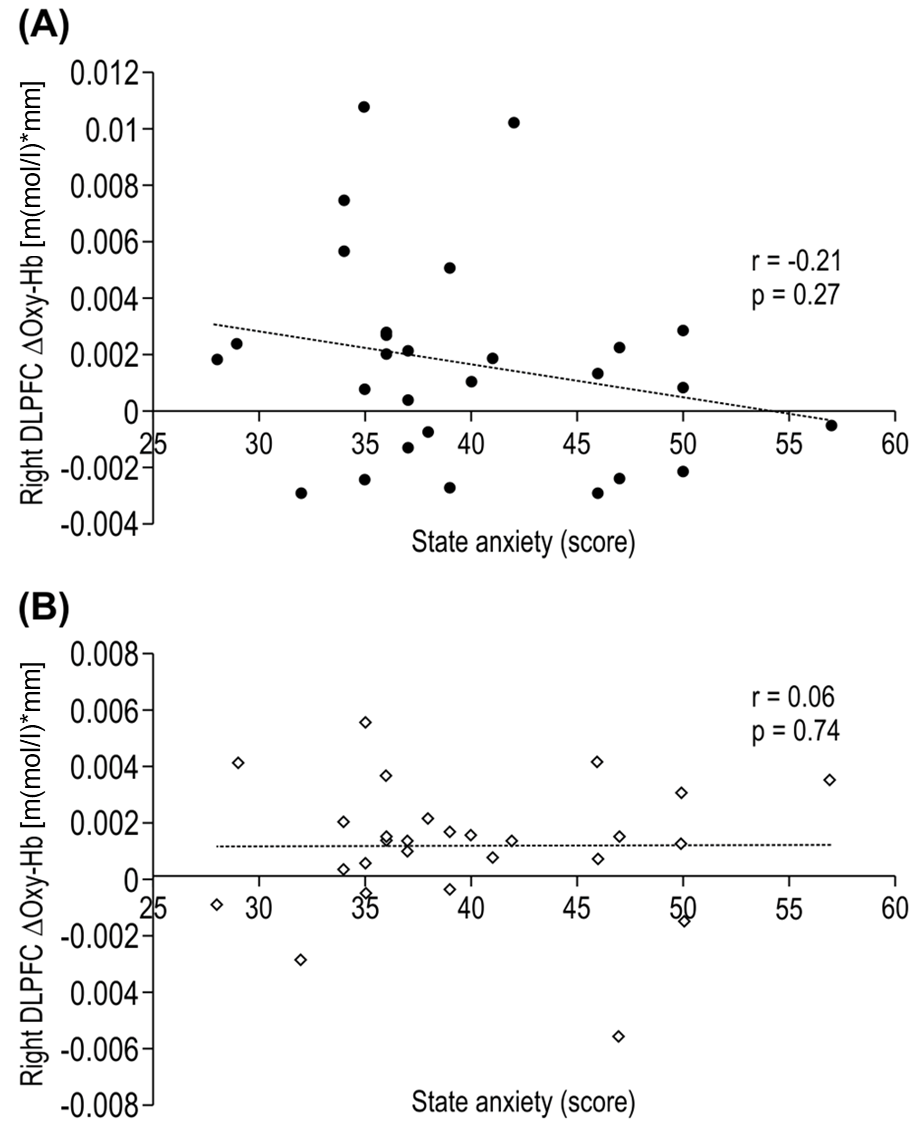 (A)
Right DLPFC ΔOxy-Hb [m(mol/l)*mm]
0.012
0.01
0.008
0.006
0.004
0.002
0
-0.002
-0.004
r = -0.21
p = 0.27
25 30 35 40 45 50 55 60
State anxiety (score)
(B)
Right DLPFC ΔOxy-Hb [m(mol/l)*mm]
0.008
0.006
0.004
0.002
0
-0.002
0.004
-0.006
-0.008
r = 0.06
p = 0.74
25 30 35 40 45 50 55 60
State anxiety (score)